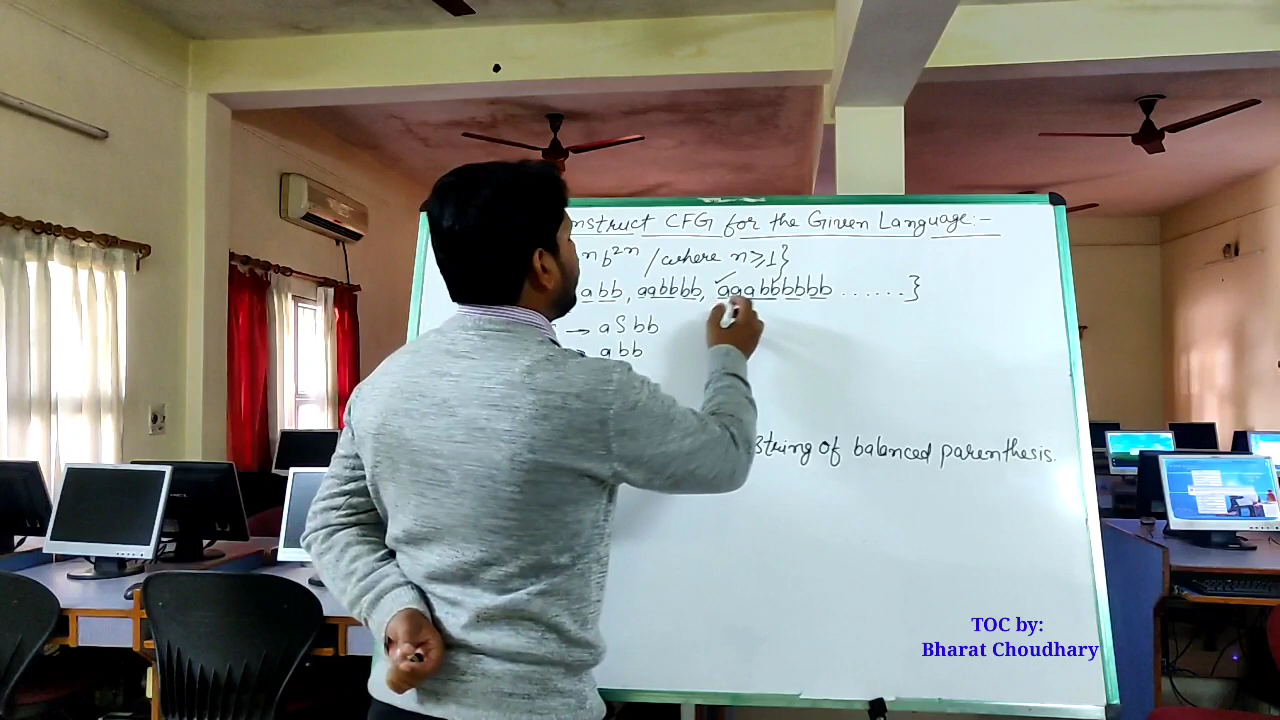 nstruct CFG for the Given Language:-
n b²ⁿ / where n≥1}
abb, aabbbb, aaabbbbbb ......}
→ aSbb
abb
String of balanced parenthesis.
TOC by:
Bharat Choudhary